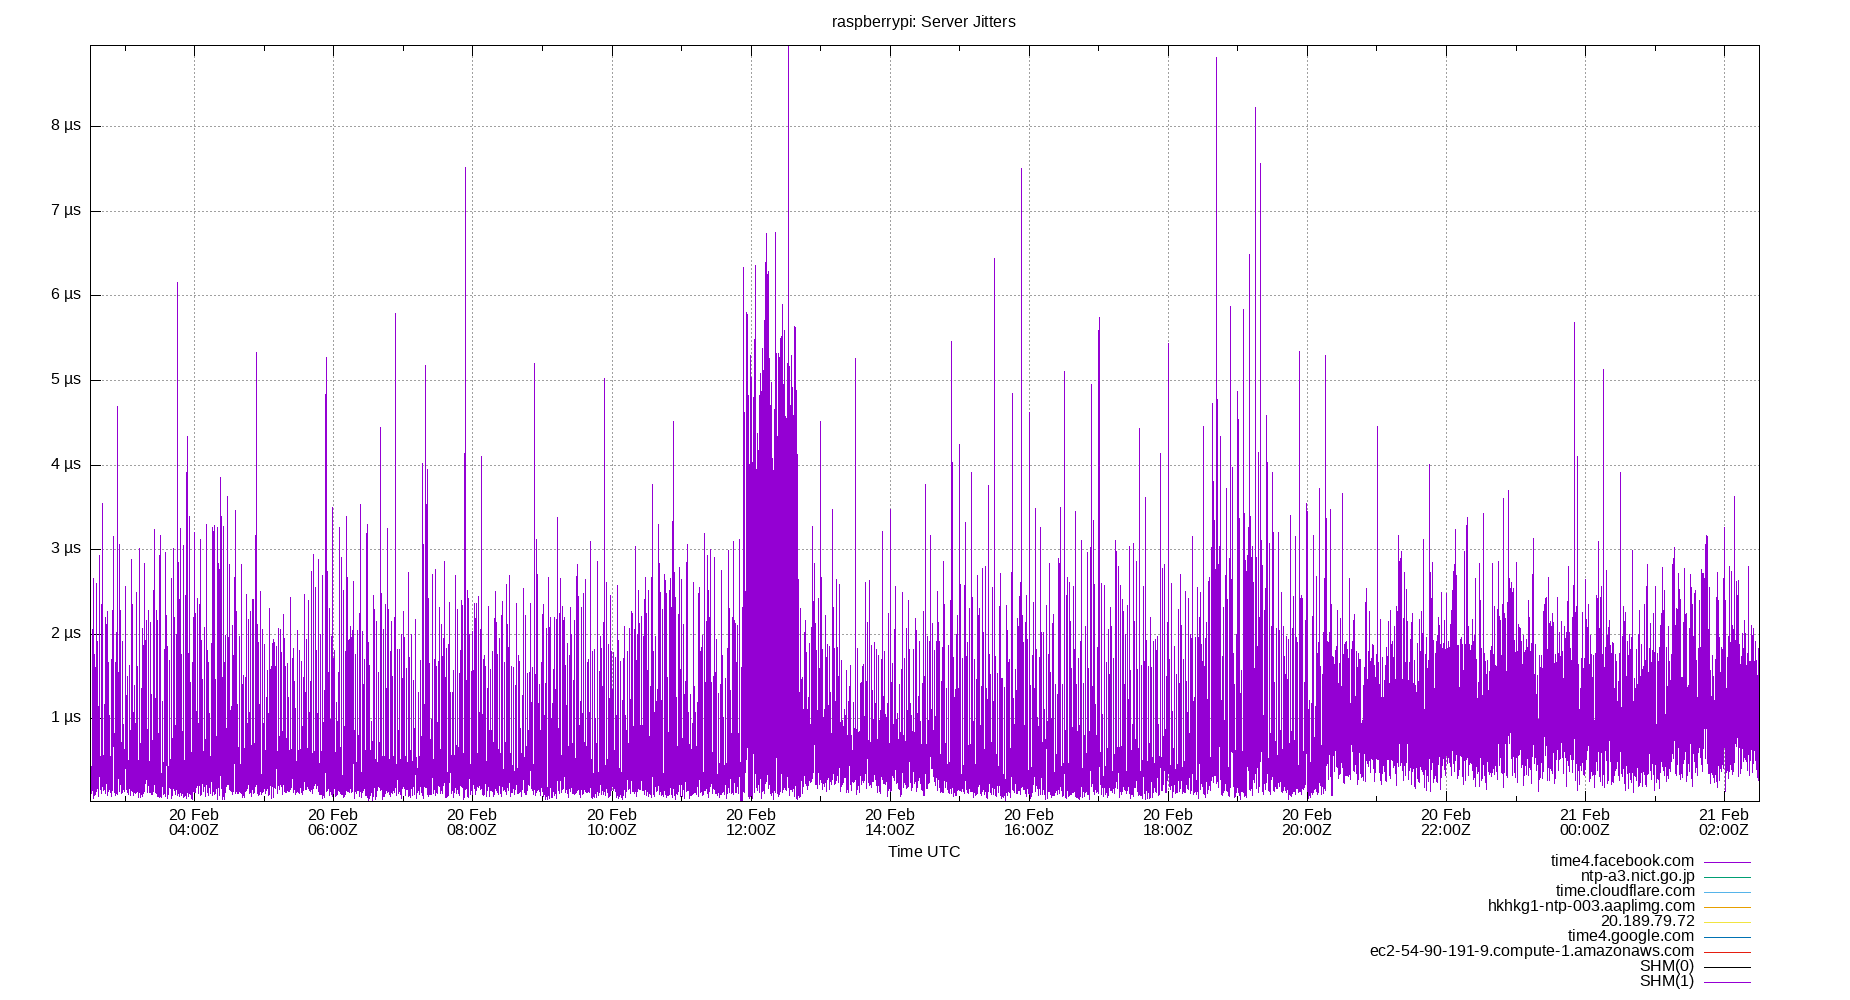 raspberrypi: Server Jitters
8 µs
7 µs
6 µs
5 µs
4 µs
3 µs
2 µs
1 µs
20 Feb 20 Feb 20 Feb 20 Feb 20 Feb 20 Feb 20 Feb 20 Feb 20 Feb 20 Feb 21 Feb 21 Feb
04:00Z 06:00Z 08:00Z 10:00Z 12:00Z 14:00Z 16:00Z 18:00Z 20:00Z 22:00Z 00:00Z 02:00Z
Time UTC
time4.facebook.com
ntp-a3.nict.go.jp
time.cloudflare.com
hkhkg1-ntp-003.aaplimg.com
20.189.79.72
time4.google.com
ec2-54-90-191-9.compute-1.amazonaws.com
SHM(0)
SHM(1)